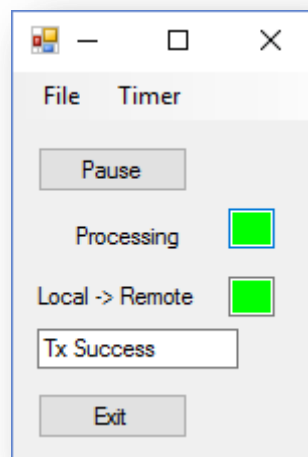 File Timer
Pause
Processing
Local -> Remote
Tx Success
Exit